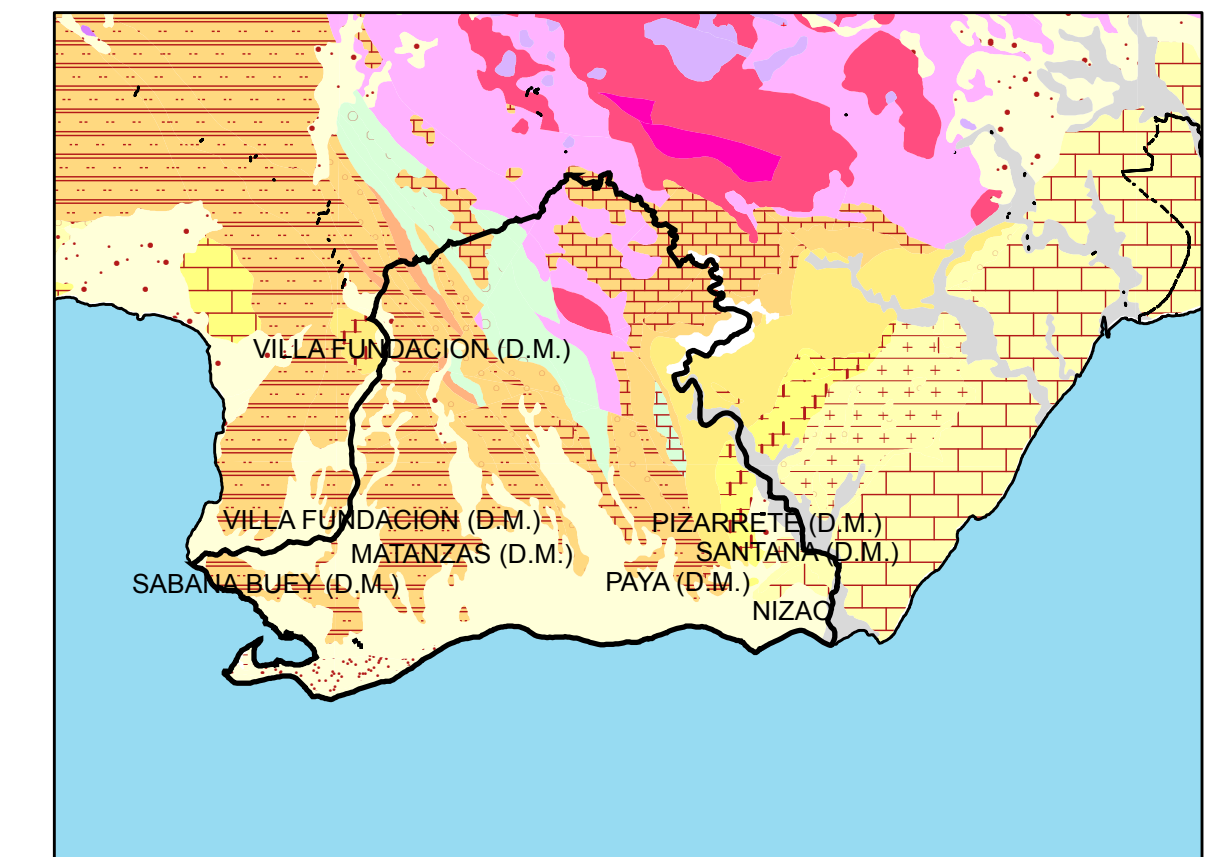 VILLA FUNDACION (D.M.)
VILLA FUNDACION (D.M.)
PIZARRETE (D.M.)
MATANZAS (D.M.)
SANTANA (D.M.)
SABANA BUEY (D.M.)
PAYA (D.M.)
NIZAO